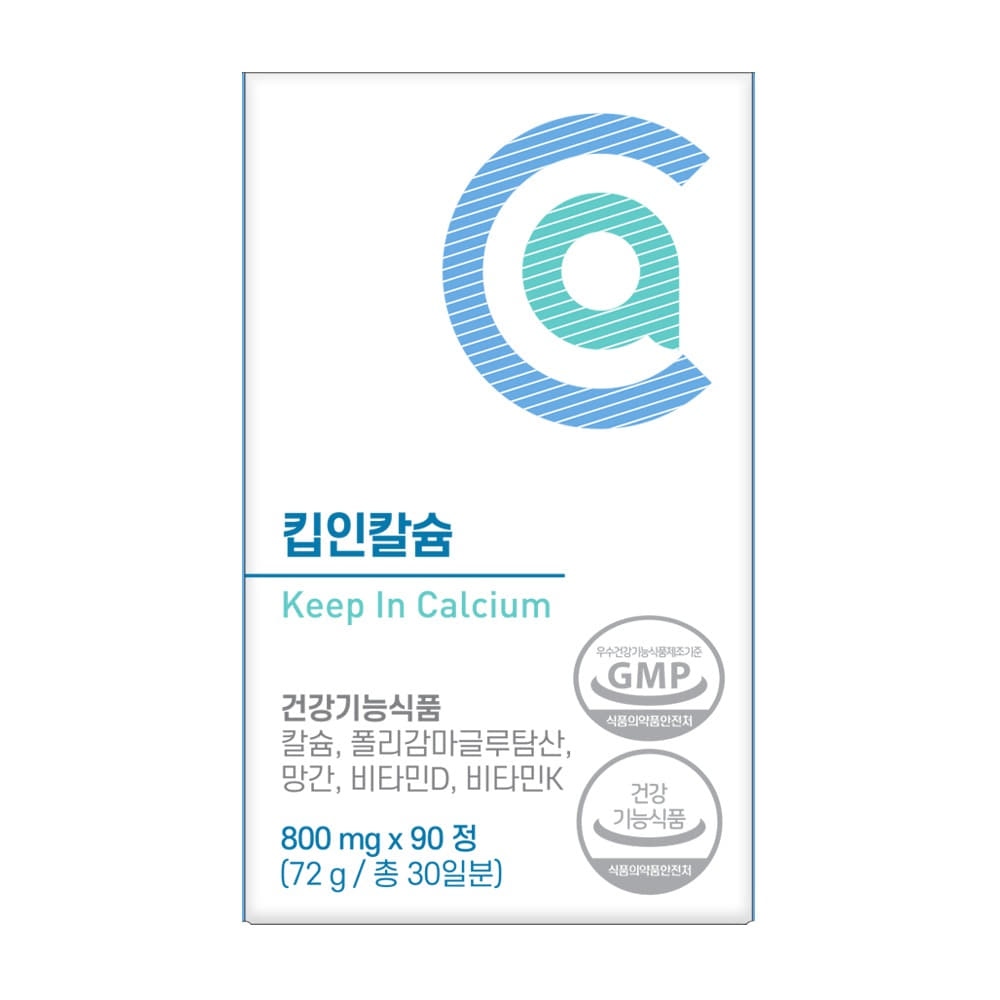 Ca
킵인칼슘
Keep In Calcium
건강기능식품
칼슘, 폴리감마글루탐산,
망간, 비타민D, 비타민K
800 mg x 90 정
(72 g / 총 30일분)
우수건강기능식품제조기준
GMP
식품의약품안전처
건강
기능식품
식품의약품안전처